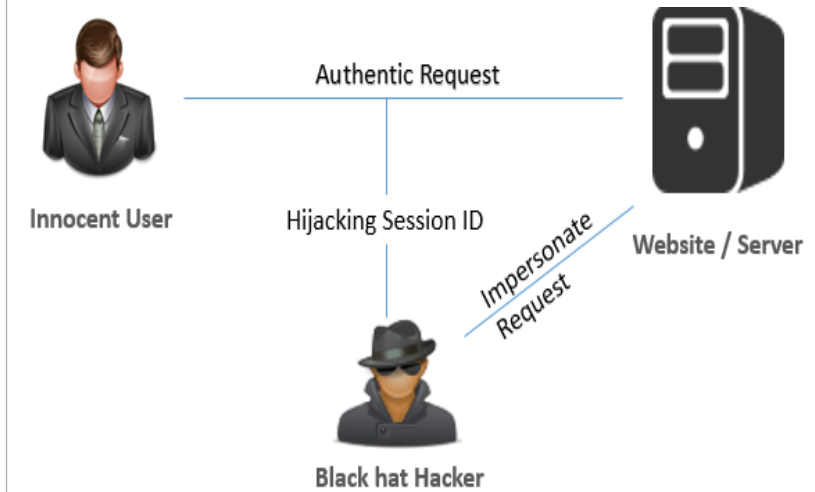 Authentic Request
Innocent User
Hijacking Session ID
Impersonate
Request
Website / Server
Black hat Hacker